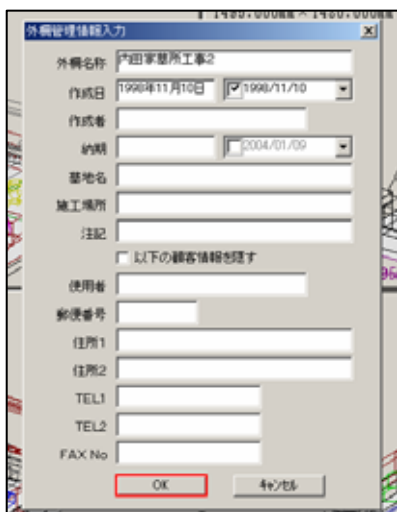 外柵管理情報入力
外柵名称 内田家墓所工事2
作成日 1998年11月10日 1998/11/10
作成者
納期 2004/01/09
墓地名
施工場所
注記
以下の顧客情報を隠す
使用者
郵便番号
住所1
住所2
TEL1
TEL2
FAX No
OK キャンセル